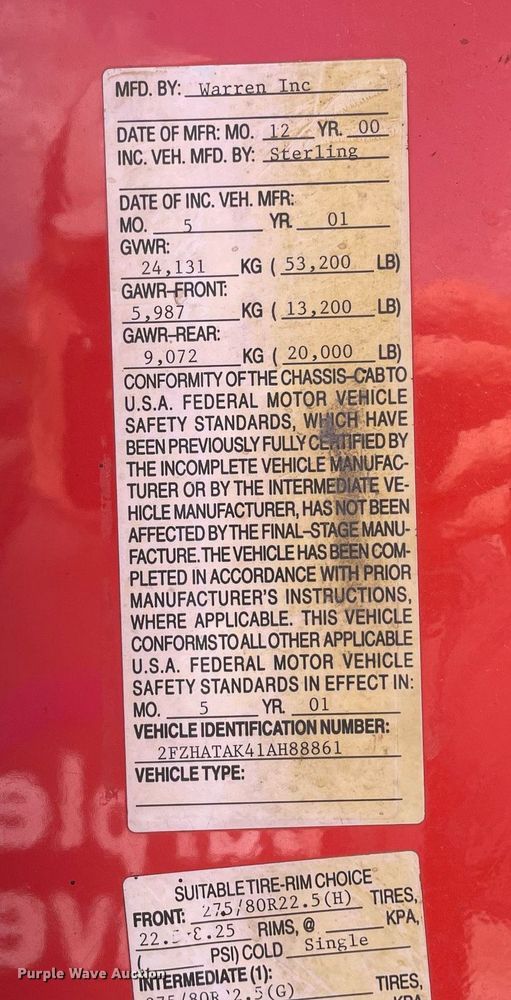 MFD. BY: Warren Inc
DATE OF MFR: MO. 12 YR. 00
INC. VEH. MFD. BY: Sterling
DATE OF INC. VEH. MFR:
MO. 5 YR. 01
GVWR:
24,131 KG ( 53,200 LB)
GAWR-FRONT:
5,987 KG ( 13,200 LB)
GAWR-REAR:
9,072 KG ( 20,000 LB)
CONFORMITY OF THE CHASSIS-CAB TO
U.S.A. FEDERAL MOTOR VEHICLE
SAFETY STANDARDS, WHICH HAVE
BEEN PREVIOUSLY FULLY CERTIFIED BY
THE INCOMPLETE VEHICLE MANUFAC-
TURER OR BY THE INTERMEDIATE VE-
HICLE MANUFACTURER, HAS NOT BEEN
AFFECTED BY THE FINAL-STAGE MANU-
FACTURE. THE VEHICLE HAS BEEN COM-
PLETED IN ACCORDANCE WITH PRIOR
MANUFACTURER'S INSTRUCTIONS,
WHERE APPLICABLE. THIS VEHICLE
CONFORMS TO ALL OTHER APPLICABLE
U.S.A. FEDERAL MOTOR VEHICLE
SAFETY STANDARDS IN EFFECT IN:
MO. 5 YR. 01
VEHICLE IDENTIFICATION NUMBER:
2FZHATAK41AH88861
VEHICLE TYPE:
SUITABLE TIRE-RIM CHOICE
FRONT: 275/80R22.5(H) TIRES,
RIMS, @ KPA,
( PSI) COLD Single
INTERMEDIATE (1):
TIRES,
Purple Wave Auction